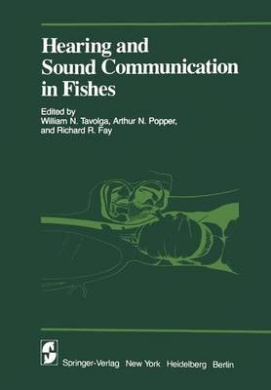 Hearing and
Sound Communication
in Fishes
Edited by
William N. Tavolga, Arthur N. Popper,
and Richard R. Fay
Springer-Verlag New York Heidelberg Berlin